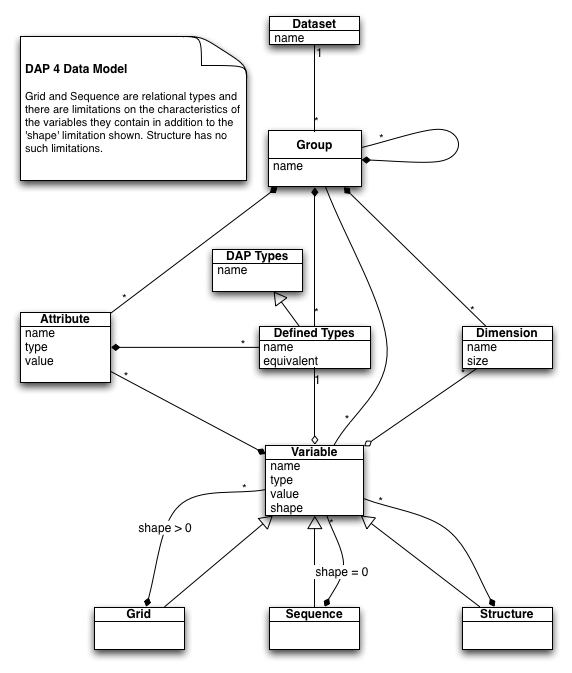 Dataset
name
1
*
DAP 4 Data Model
Grid and Sequence are relational types and
there are limitations on the characteristics of
the variables they contain in addition to the
'shape' limitation shown. Structure has no
such limitations.
Group
name
*
DAP Types
name
*
*
*
Attribute
name
type
value
*
Defined Types
name
equivalent
1
Dimension
name
size
*
*
*
Variable
name
type
value
shape
*
*
*
shape > 0
shape = 0
Grid
Sequence
Structure